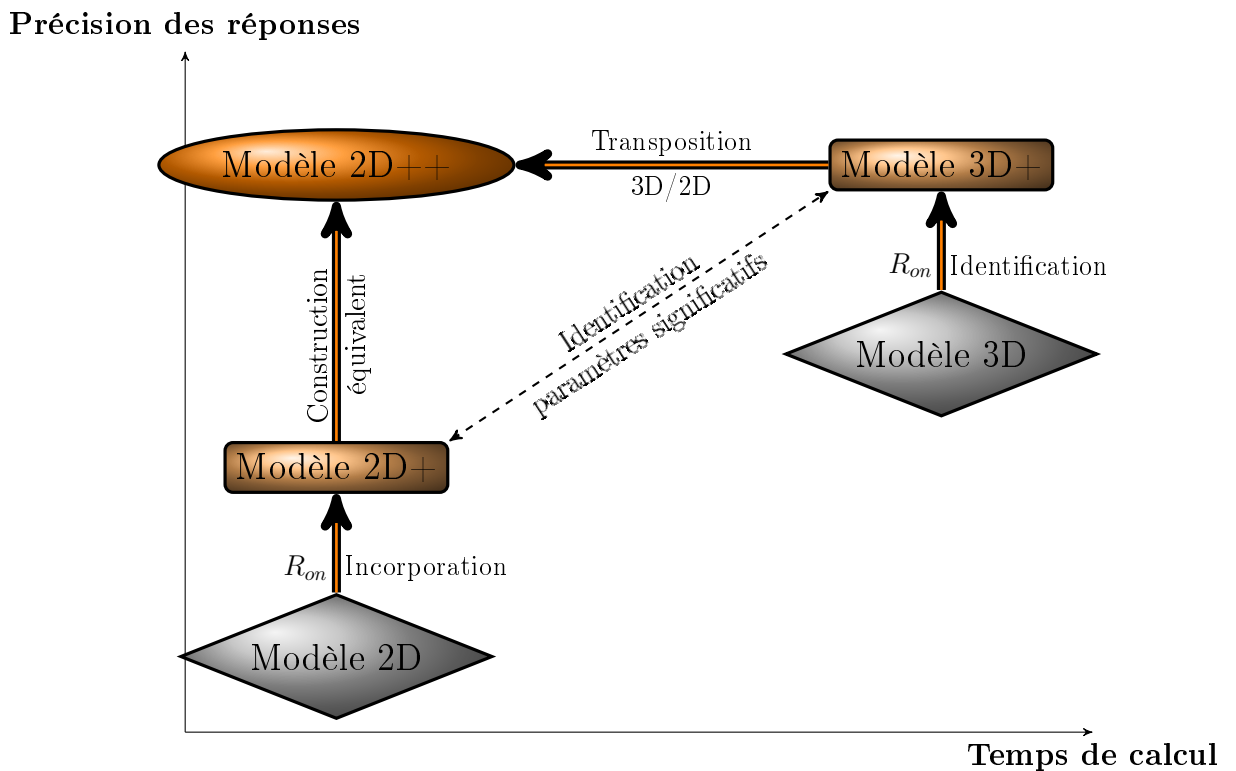 Précision des réponses
Transposition
Modèle 2D++
Modèle 3D+
3D/2D
R_on Identification
Identification
paramètres significatifs
Construction
équivalent
Modèle 3D
Modèle 2D+
R_on Incorporation
Modèle 2D
Temps de calcul